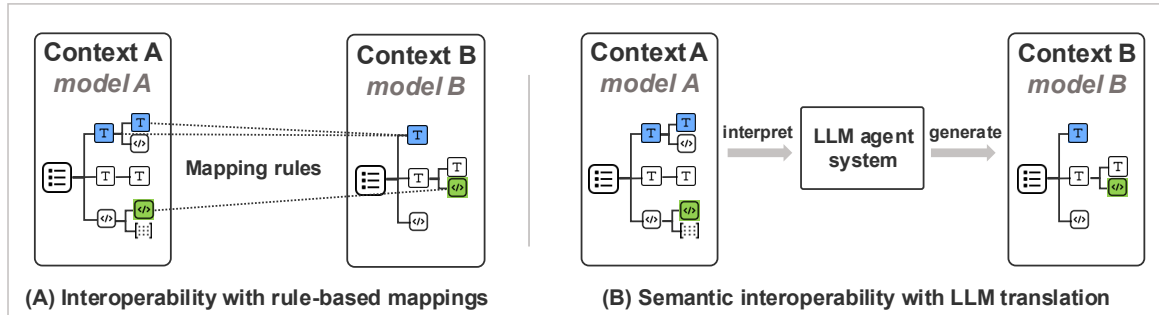 Context A
model A
T
T
</>
T
T
</>
</>
Mapping rules
Context B
model B
T
T
T
</>
</>
(A) Interoperability with rule-based mappings
Context A
model A
T
T
</>
T
T
</>
</>
interpret
LLM agent
system
generate
Context B
model B
T
T
T
</>
</>
(B) Semantic interoperability with LLM translation